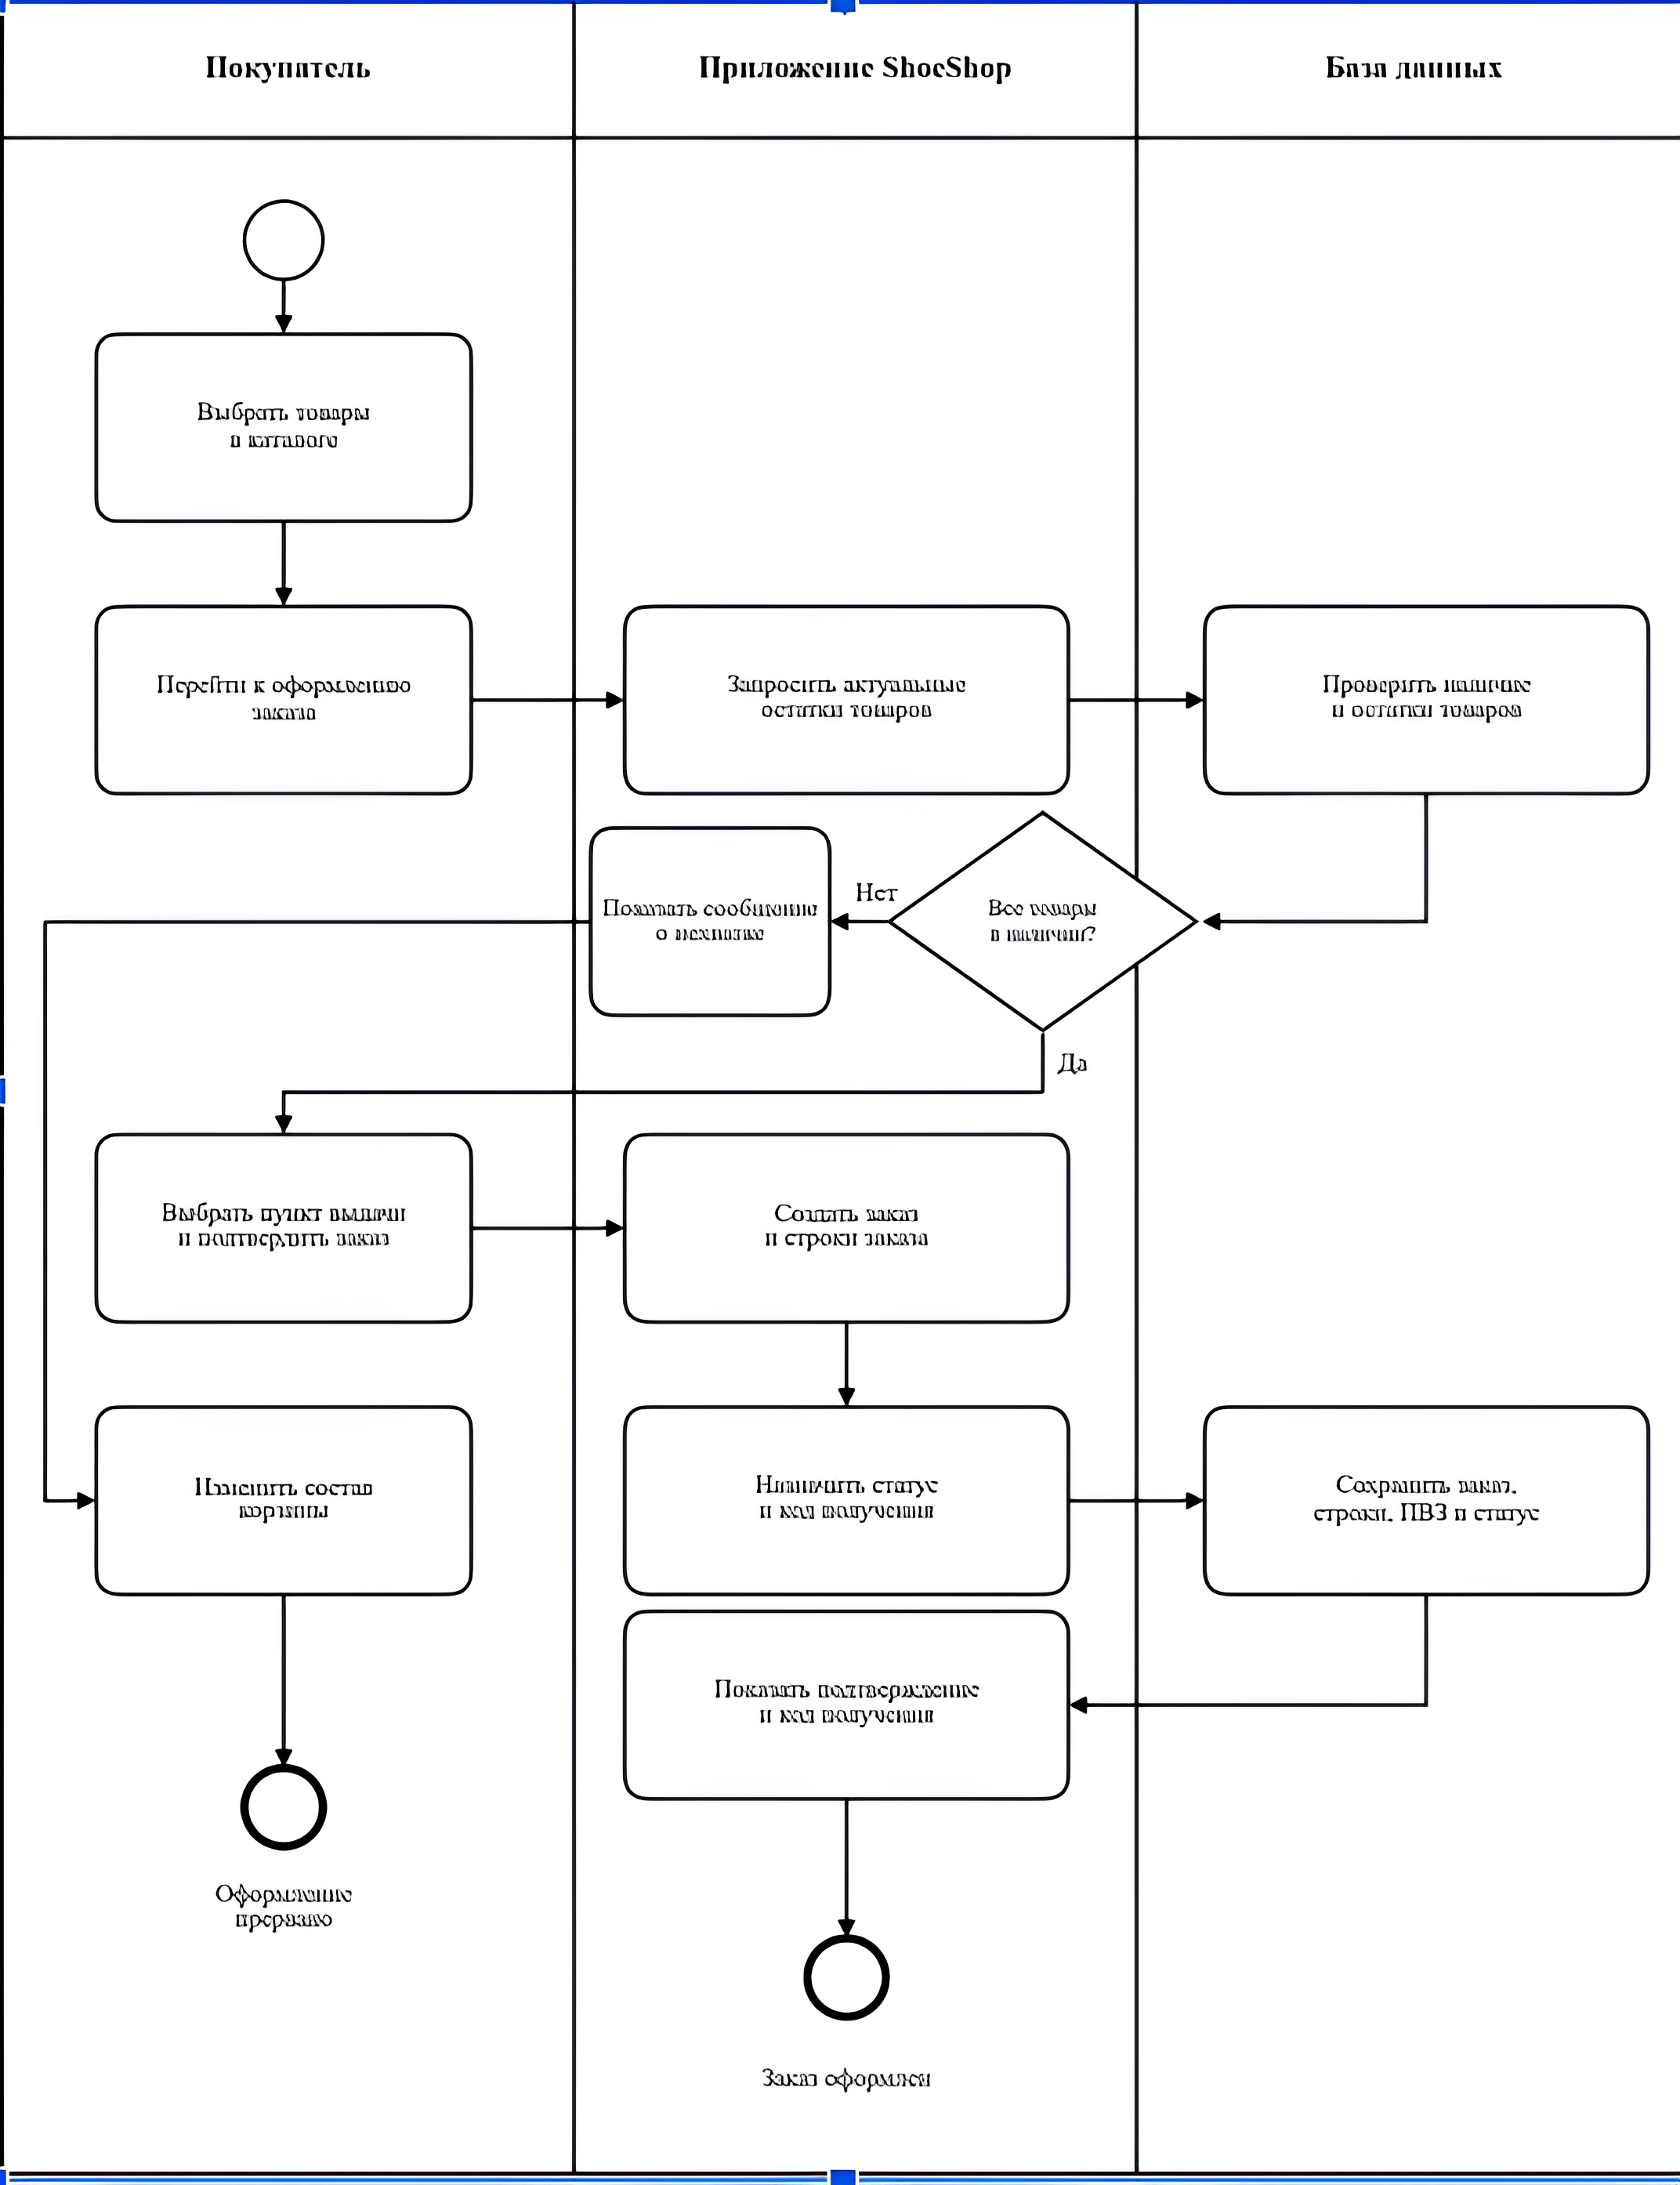 Покупатель
Приложение ShoeShop
База данных
Выбрать товары
в каталоге
Перейти к оформлению
заказа
Запросить актуальные
остатки товаров
Проверить наличие
и остатки товаров
Показать сообщение
о нехватке
Нет
Все товары
в наличии?
Да
Выбрать пункт выдачи
и подтвердить заказ
Создать заказ
и строки заказа
Изменить состав
корзины
Назначить статус
и код получения
Сохранить заказ,
строки, ПВЗ и статус
Показать подтверждение
и код получения
Оформление
прервано
Заказ оформлен